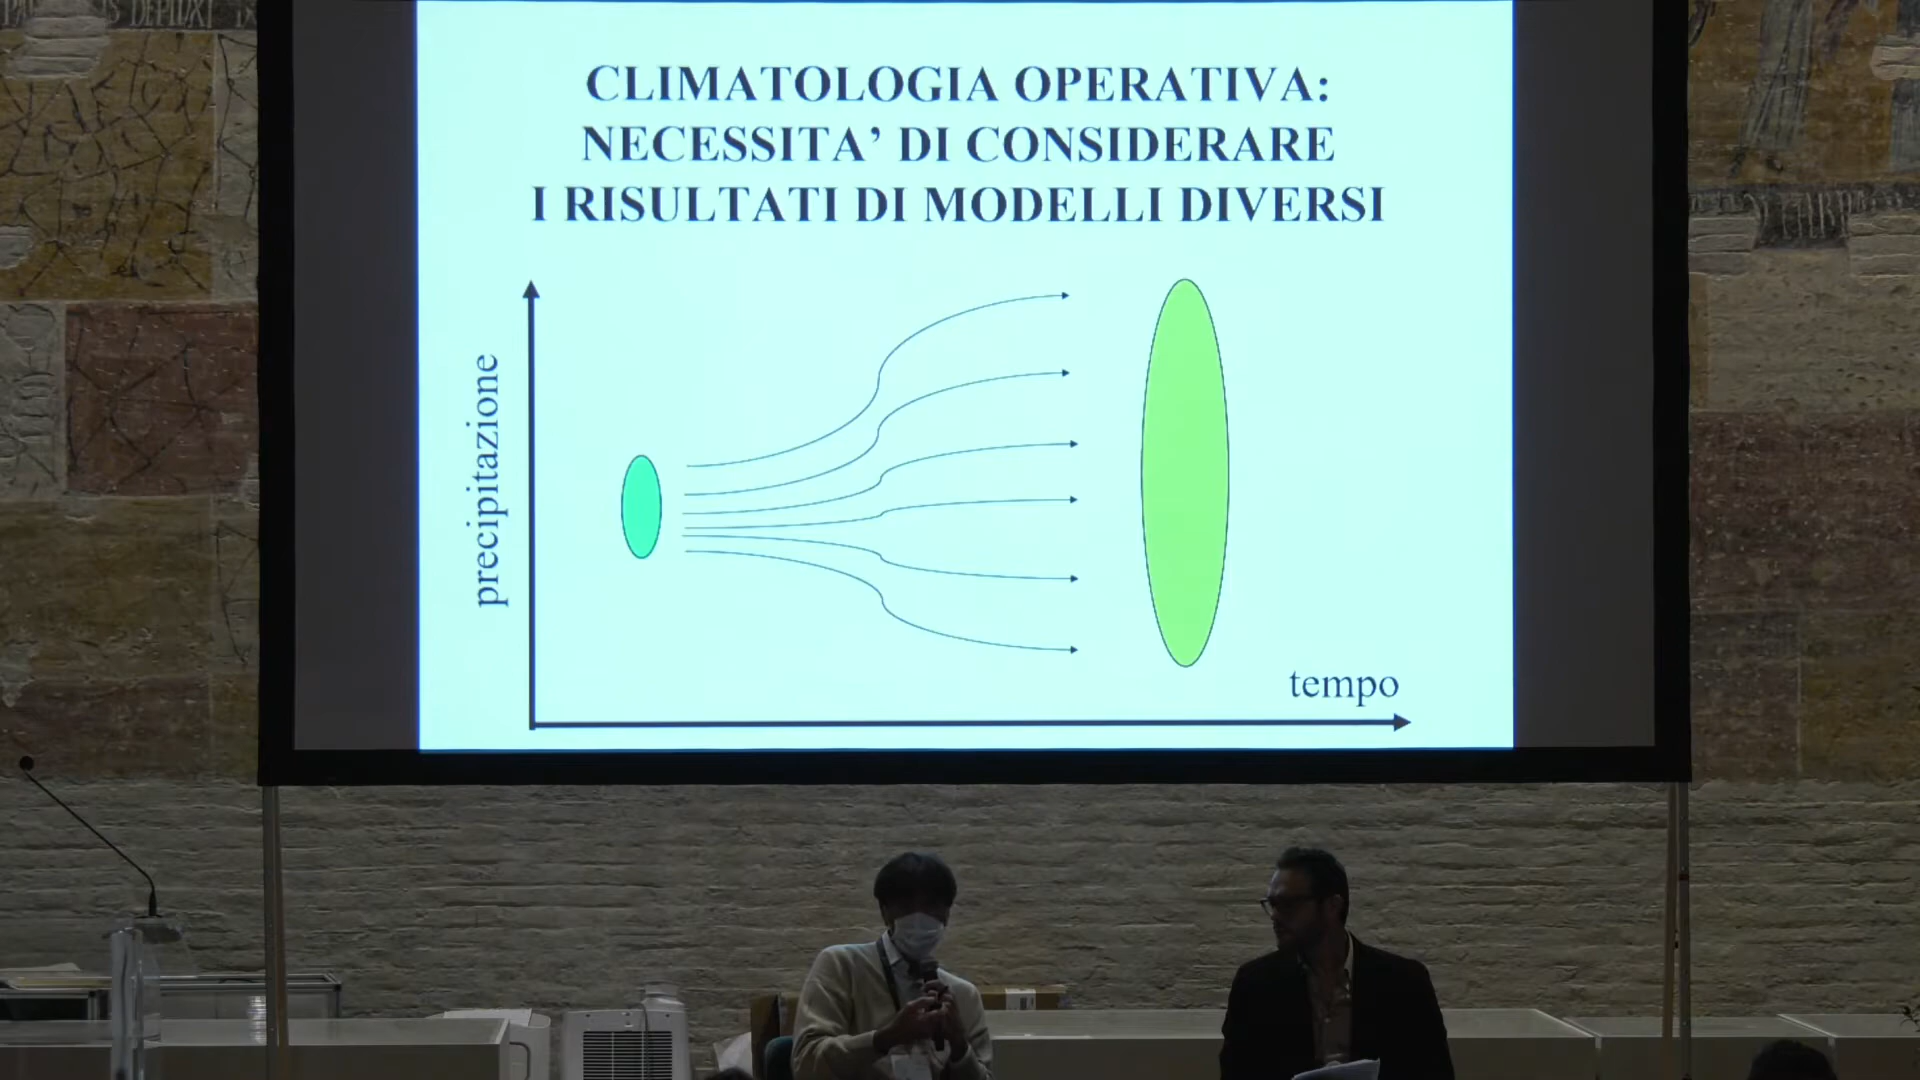 CLIMATOLOGIA OPERATIVA:
NECESSITA’ DI CONSIDERARE
I RISULTATI DI MODELLI DIVERSI
precipitazione
tempo